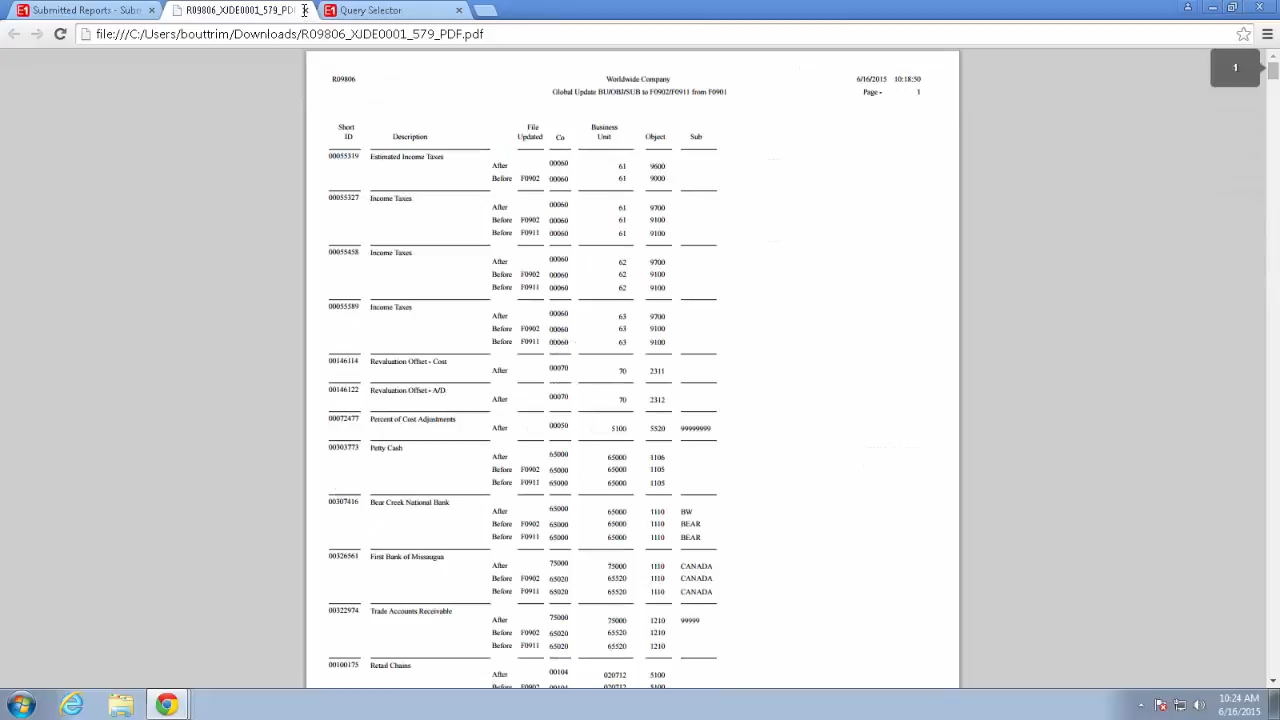 Submitted Reports - Subm
R09806_XJDE0001_579_PDF
Query Selector
file:///C:/Users/bouttrim/Downloads/R09806_XJDE0001_579_PDF.pdf
1
R09806 Worldwide Company 6/16/2015 10:18:50
Global Update BU/OBJ/SUB to F0902/F0911 from F0901 Page - 1
Short File Business
ID Description Updated Co Unit Object Sub
00055319 Estimated Income Taxes
After 00060 61 9600
Before F0902 00060 61 9000
00055327 Income Taxes
After 00060 61 9700
Before F0902 00060 61 9100
Before F0911 00060 61 9100
00055458 Income Taxes
After 00060 62 9700
Before F0902 00060 62 9100
Before F0911 00060 62 9100
00055589 Income Taxes
After 00060 63 9700
Before F0902 00060 63 9100
Before F0911 00060 63 9100
00146114 Revaluation Offset - Cost
After 00070 70 2311
00146122 Revaluation Offset - A/D
After 00070 70 2312
00072477 Percent of Cost Adjustments
After 00050 5100 5520 99999999
00303773 Petty Cash
After 65000 65000 1106
Before F0902 65000 65000 1105
Before F0911 65000 65000 1105
00307416 Bear Creek National Bank
After 65000 65000 1110 BW
Before F0902 65000 65000 1110 BEAR
Before F0911 65000 65000 1110 BEAR
00326561 First Bank of Missaugua
After 75000 75000 1110 CANADA
Before F0902 65020 65520 1110 CANADA
Before F0911 65020 65520 1110 CANADA
00322974 Trade Accounts Receivable
After 75000 75000 1210 99999
Before F0902 65020 65520 1210
Before F0911 65020 65520 1210
00100175 Retail Chains
After 00104 020712 5100
Before F0902 00104 020712 5100
10:24 AM
6/16/2015